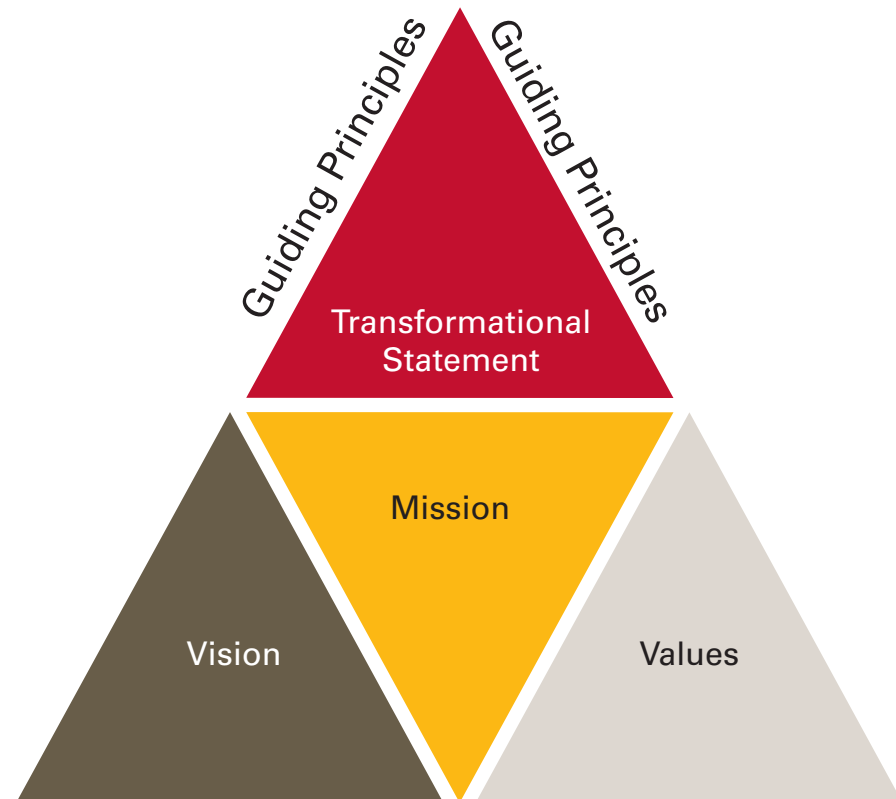 Guiding Principles
Guiding Principles
Transformational
Statement
Mission
Vision
Values